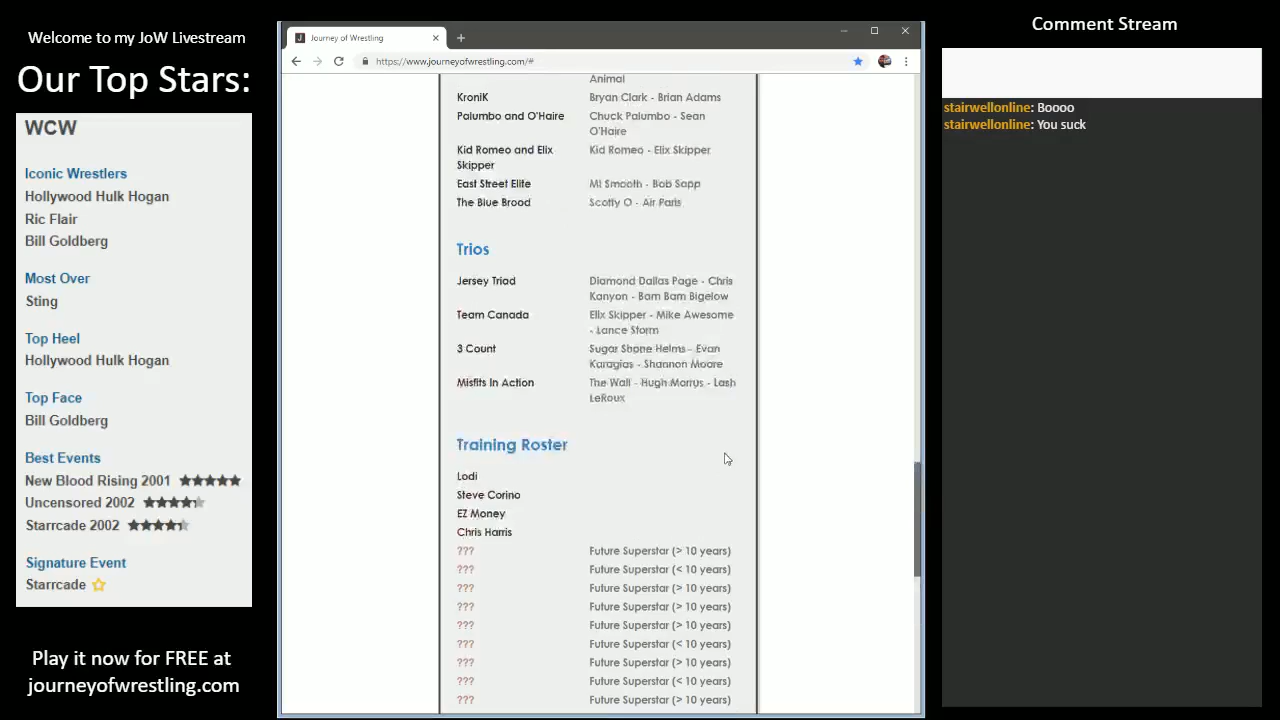 Welcome to my JoW Livestream
Our Top Stars:
WCW
Iconic Wrestlers
Hollywood Hulk Hogan
Ric Flair
Bill Goldberg
Most Over
Sting
Top Heel
Hollywood Hulk Hogan
Top Face
Bill Goldberg
Best Events
New Blood Rising 2001
Uncensored 2002
Starrcade 2002
Signature Event
Starrcade
Play it now for FREE at
journeyofwrestling.com
Journey of Wrestling
https://www.journeyofwrestling.com/#
Animal
KroniK Bryan Clark - Brian Adams
Palumbo and O'Haire Chuck Palumbo - Sean
O'Haire
Kid Romeo and Elix Kid Romeo - Elix Skipper
Skipper
East Street Elite MI Smooth - Bob Sapp
The Blue Brood Scotty O - Air Paris
Trios
Jersey Triad Diamond Dallas Page - Chris
Kanyon - Bam Bam Bigelow
Team Canada Elix Skipper - Mike Awesome
- Lance Storm
3 Count Sugar Shane Helms - Evan
Karagias - Shannon Moore
Misfits In Action The Wall - Hugh Morrus - Lash
LeRoux
Training Roster
Lodi
Steve Corino
EZ Money
Chris Harris
??? Future Superstar (> 10 years)
??? Future Superstar (< 10 years)
??? Future Superstar (> 10 years)
??? Future Superstar (> 10 years)
??? Future Superstar (> 10 years)
??? Future Superstar (< 10 years)
??? Future Superstar (> 10 years)
??? Future Superstar (< 10 years)
??? Future Superstar (> 10 years)
Comment Stream
stairwellonline: Boooo
stairwellonline: You suck